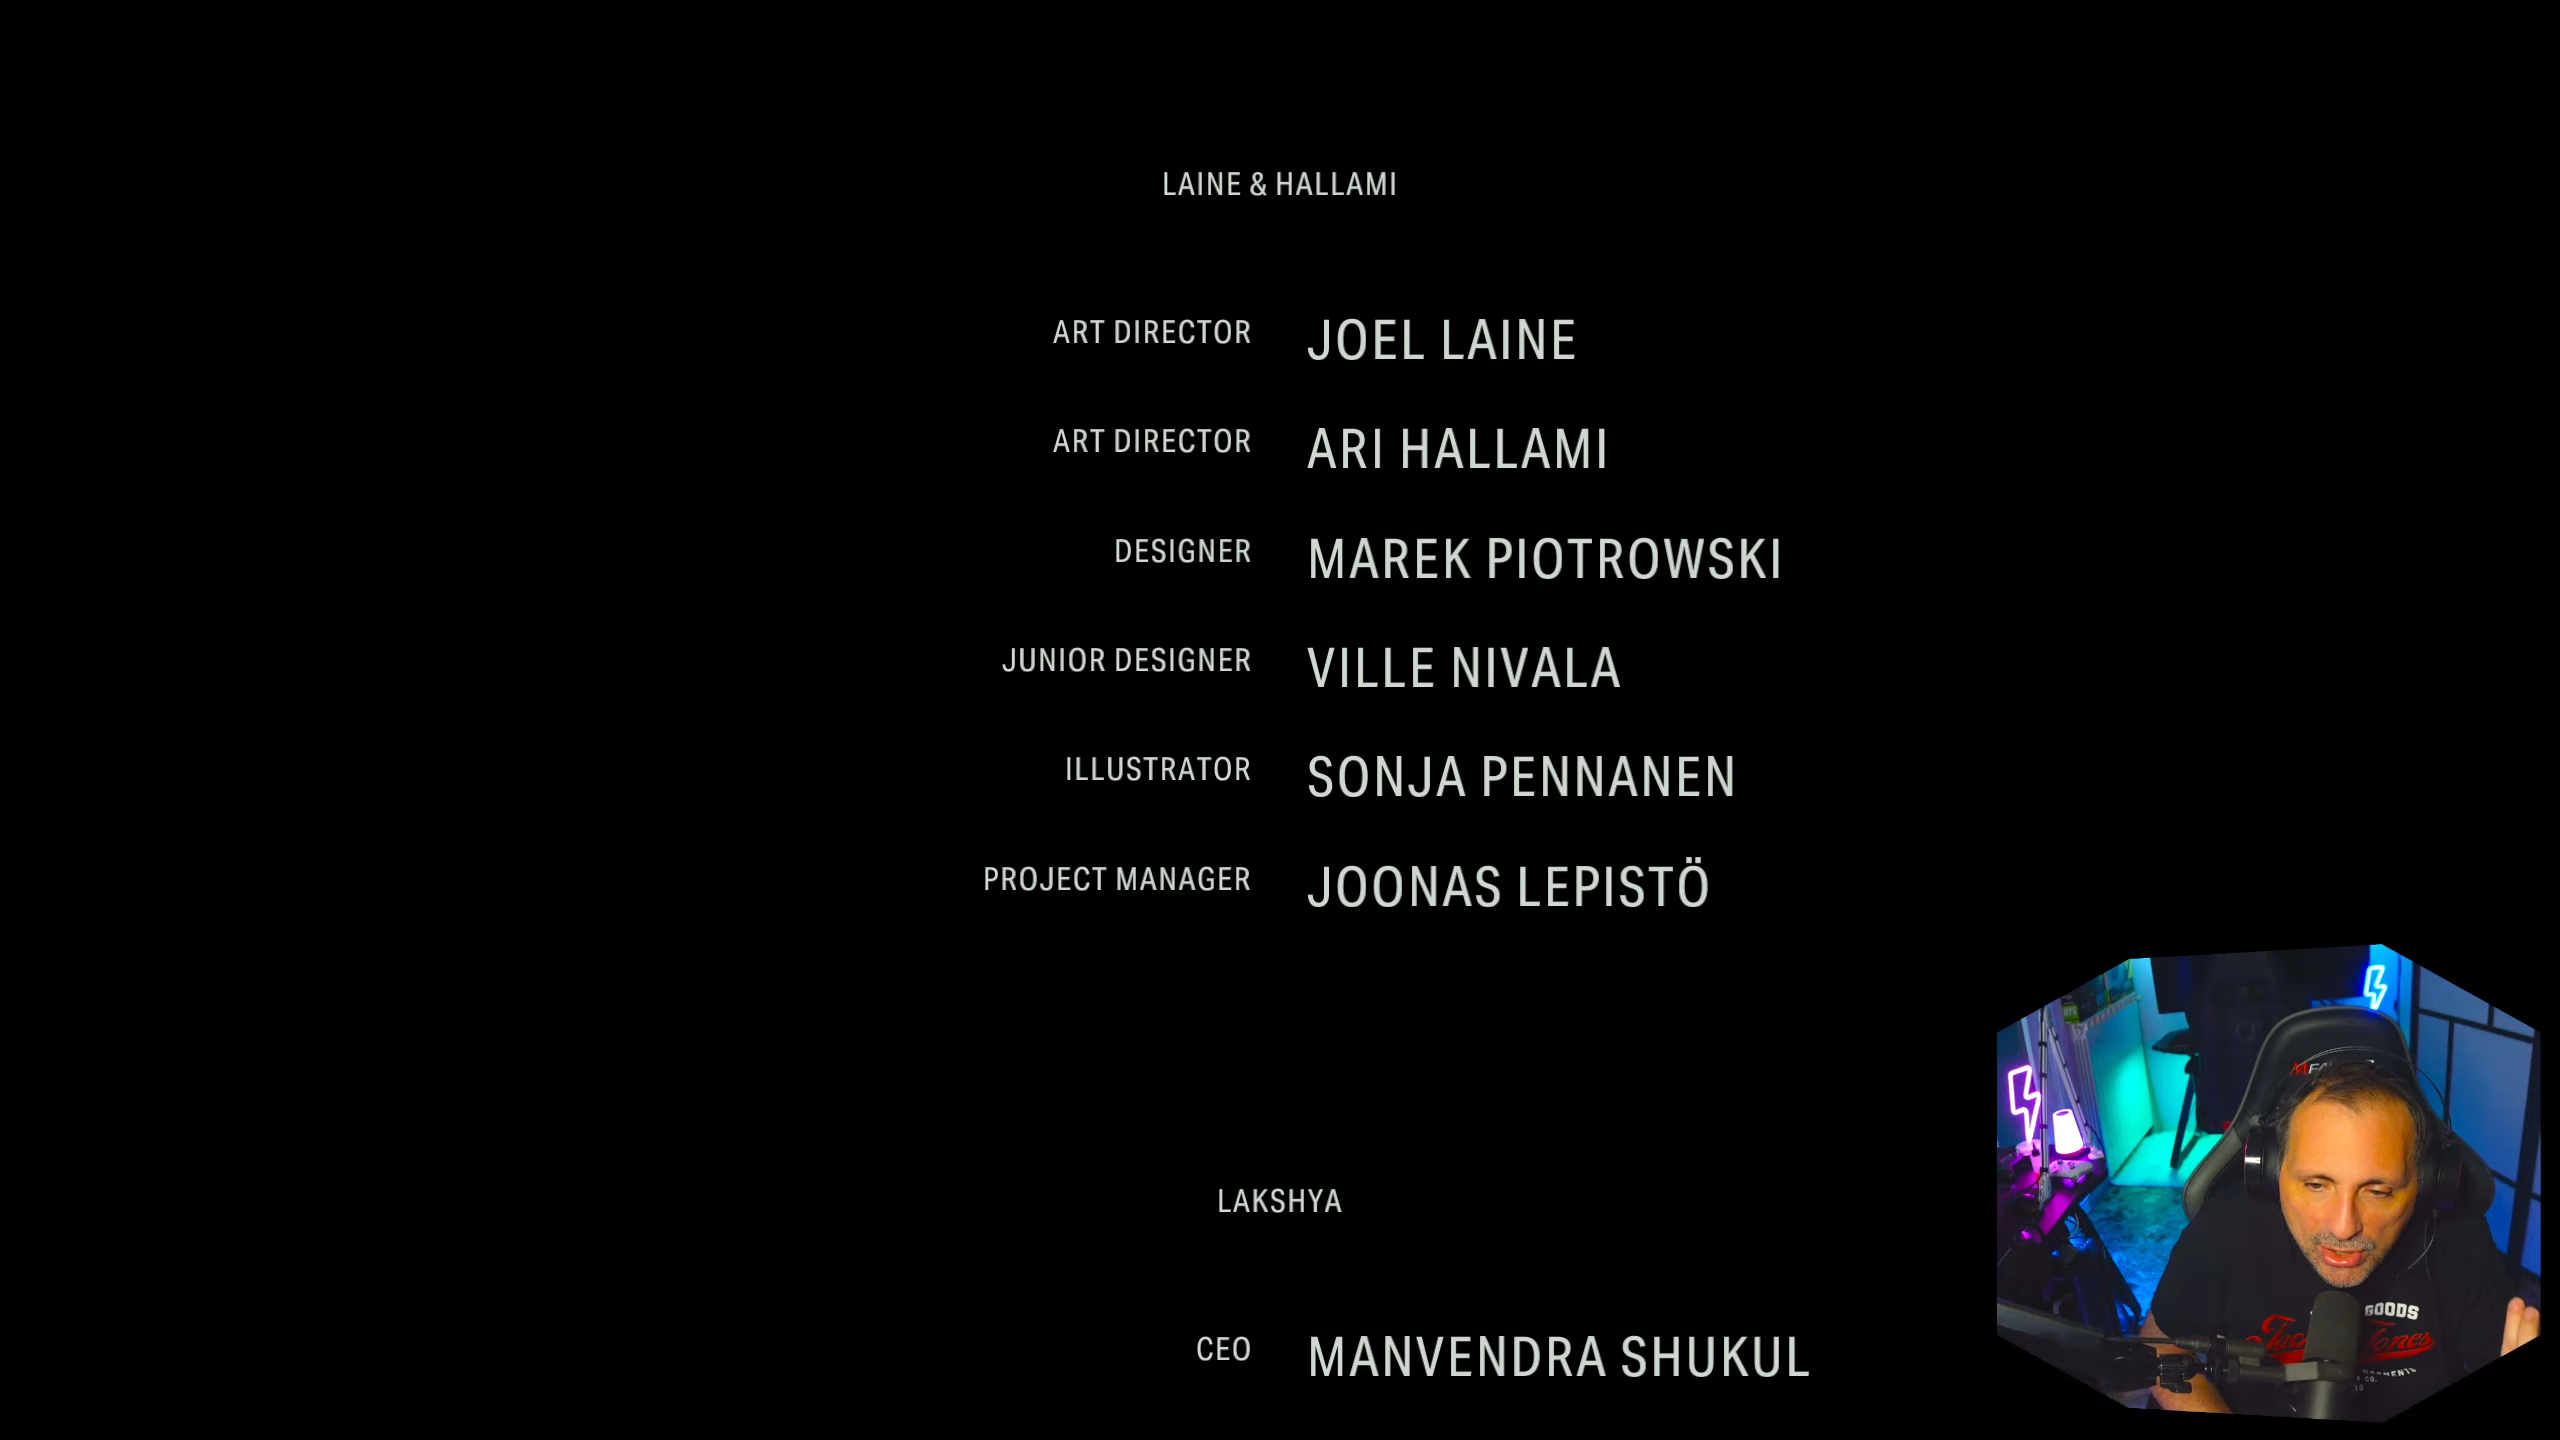 LAINE & HALLAMI
ART DIRECTOR JOEL LAINE
ART DIRECTOR ARI HALLAMI
DESIGNER MAREK PIOTROWSKI
JUNIOR DESIGNER VILLE NIVALA
ILLUSTRATOR SONJA PENNANEN
PROJECT MANAGER JOONAS LEPISTÖ
LAKSHYA
CEO MANVENDRA SHUKUL
GOODS